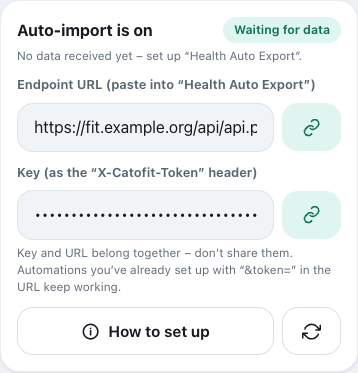 Auto-import is on
Waiting for data
No data received yet – set up “Health Auto Export”.
Endpoint URL (paste into “Health Auto Export”)
https://fit.example.org/api/api.p
Key (as the “X-Catofit-Token” header)
Key and URL belong together – don’t share them.
Automations you’ve already set up with “&token=” in the
URL keep working.
How to set up